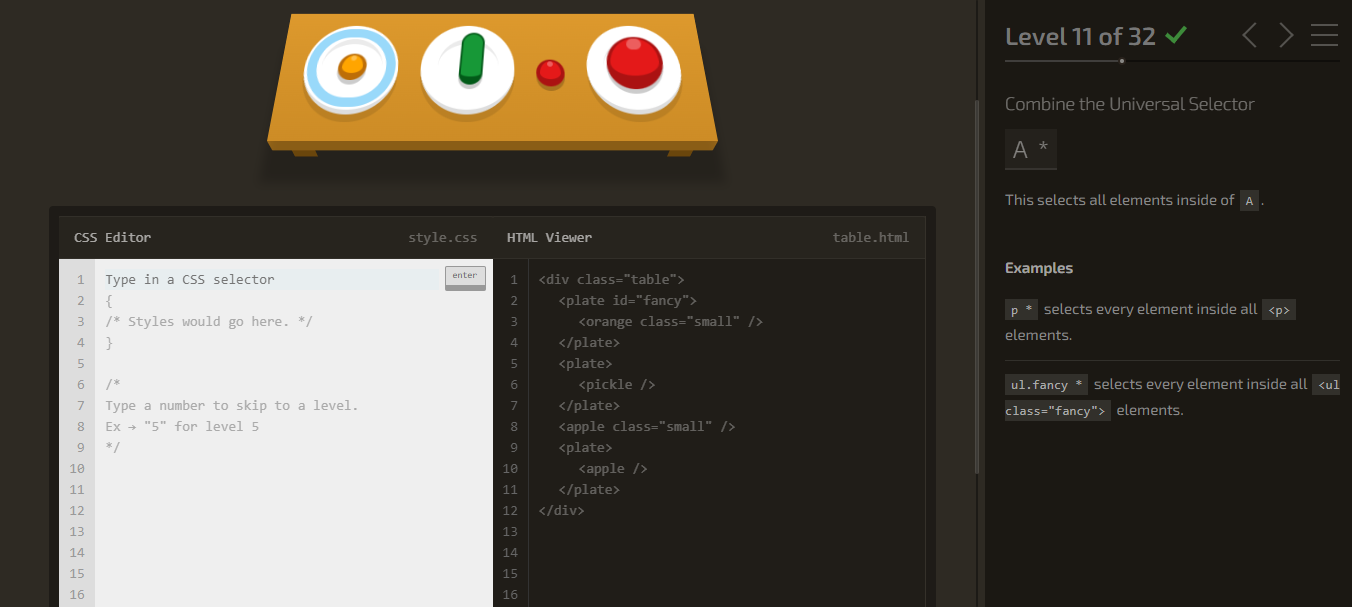 Level 11 of 32
Combine the Universal Selector
A *
This selects all elements inside of A .
Examples
p * selects every element inside all <p>
elements.
ul.fancy * selects every element inside all <ul
class="fancy"> elements.
CSS Editor style.css
1 Type in a CSS selector enter
2 {
3 /* Styles would go here. */
4 }
5
6 /*
7 Type a number to skip to a level.
8 Ex → "5" for level 5
9 */
10
11
12
13
14
15
16
HTML Viewer table.html
1 <div class="table">
2 <plate id="fancy">
3 <orange class="small" />
4 </plate>
5 <plate>
6 <pickle />
7 </plate>
8 <apple class="small" />
9 <plate>
10 <apple />
11 </plate>
12 </div>
13
14
15
16